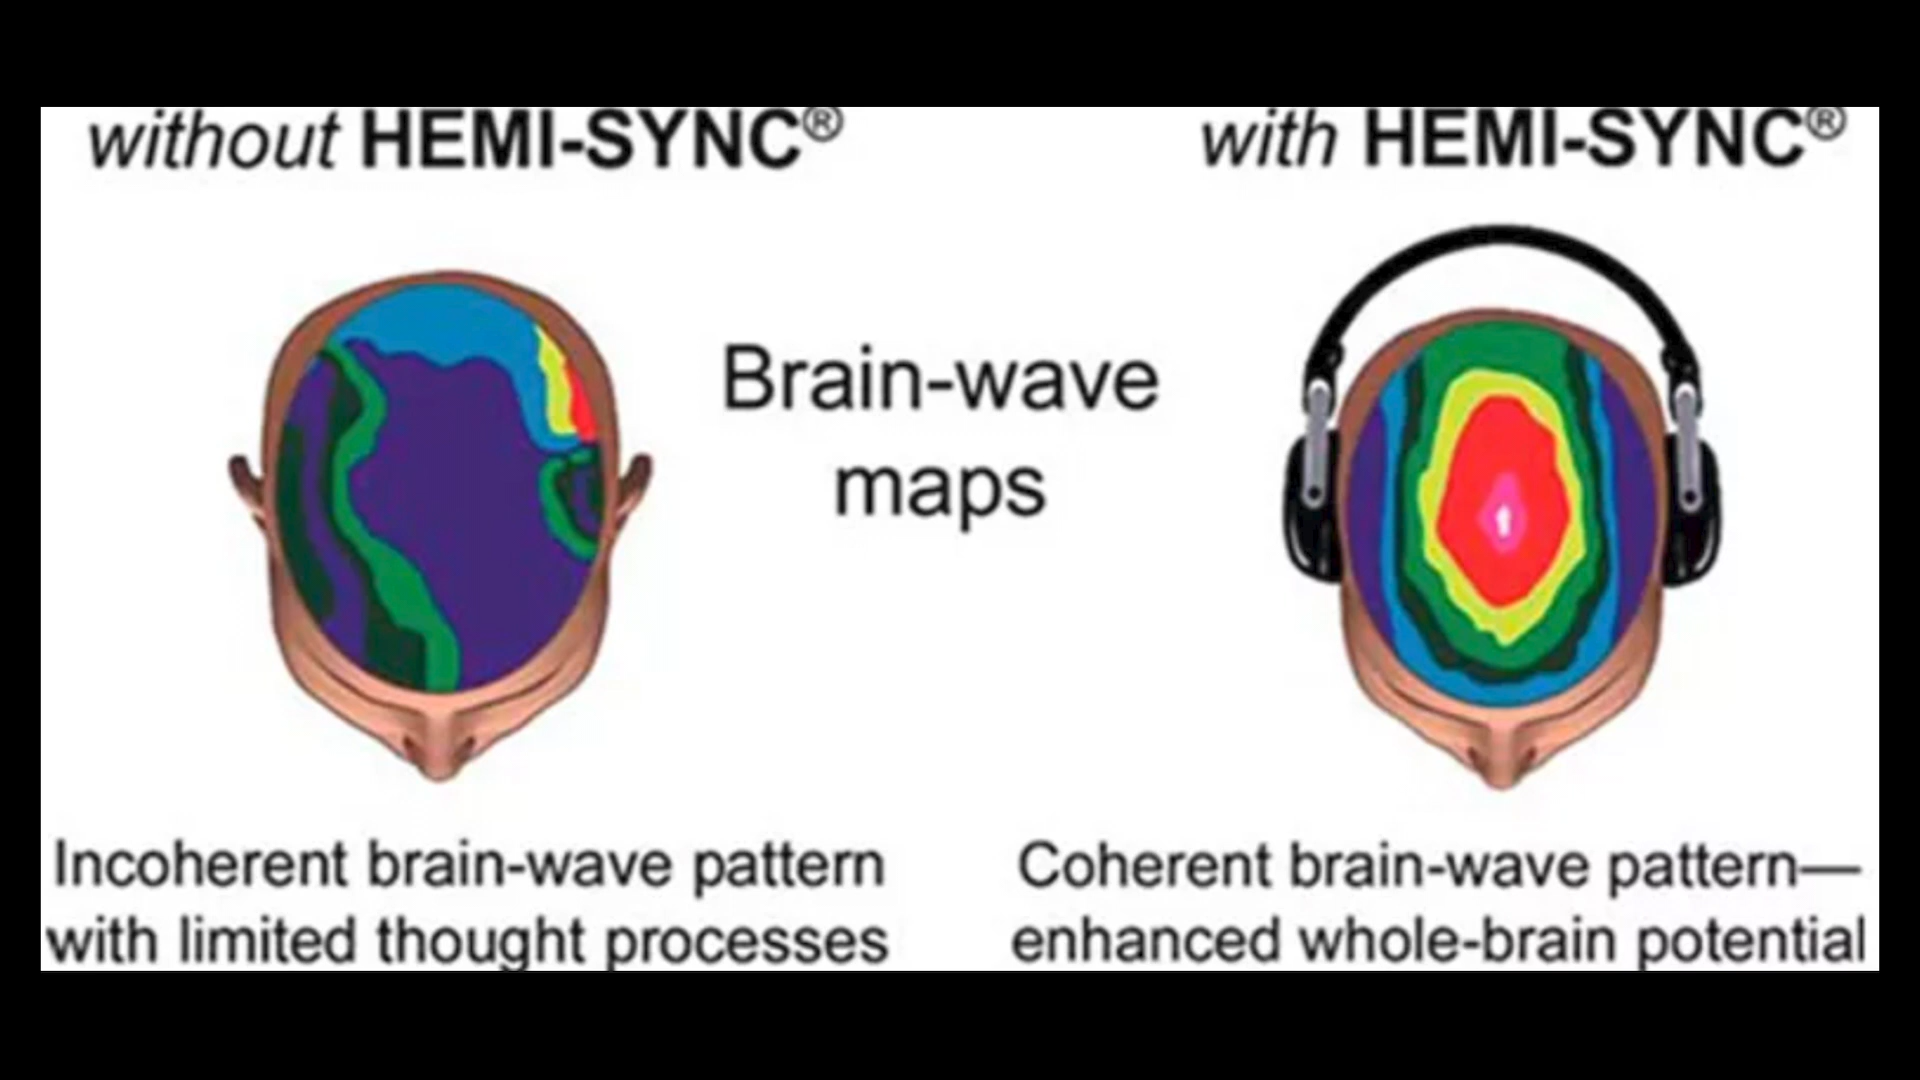 without HEMI-SYNC®
with HEMI-SYNC®
Brain-wave
maps
Incoherent brain-wave pattern
with limited thought processes
Coherent brain-wave pattern—
enhanced whole-brain potential